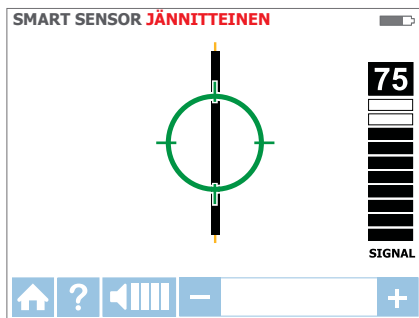 SMART SENSOR JÄNNITTEINEN
75
SIGNAL
?
−
+